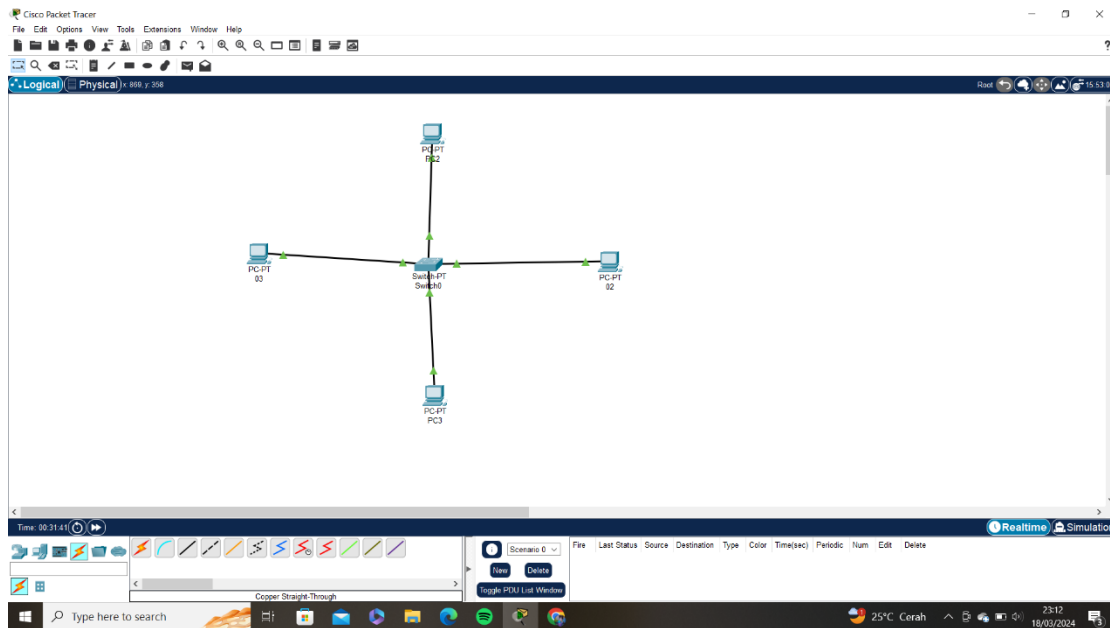 Cisco Packet Tracer
File Edit Options View Tools Extensions Window Help
?
Logical Physical x: 869, y: 358 Root
PC-PT
PC2
PC-PT
03
Switch-PT
Switch0
PC-PT
02
PC-PT
PC3
Time: 00:31:41 Realtime Simulation
Scenario 0 Fire Last Status Source Destination Type Color Time(sec) Periodic Num Edit Delete
New Delete
Toggle PDU List Window
Copper Straight-Through
Type here to search 25°C Cerah 23:12
18/03/2024